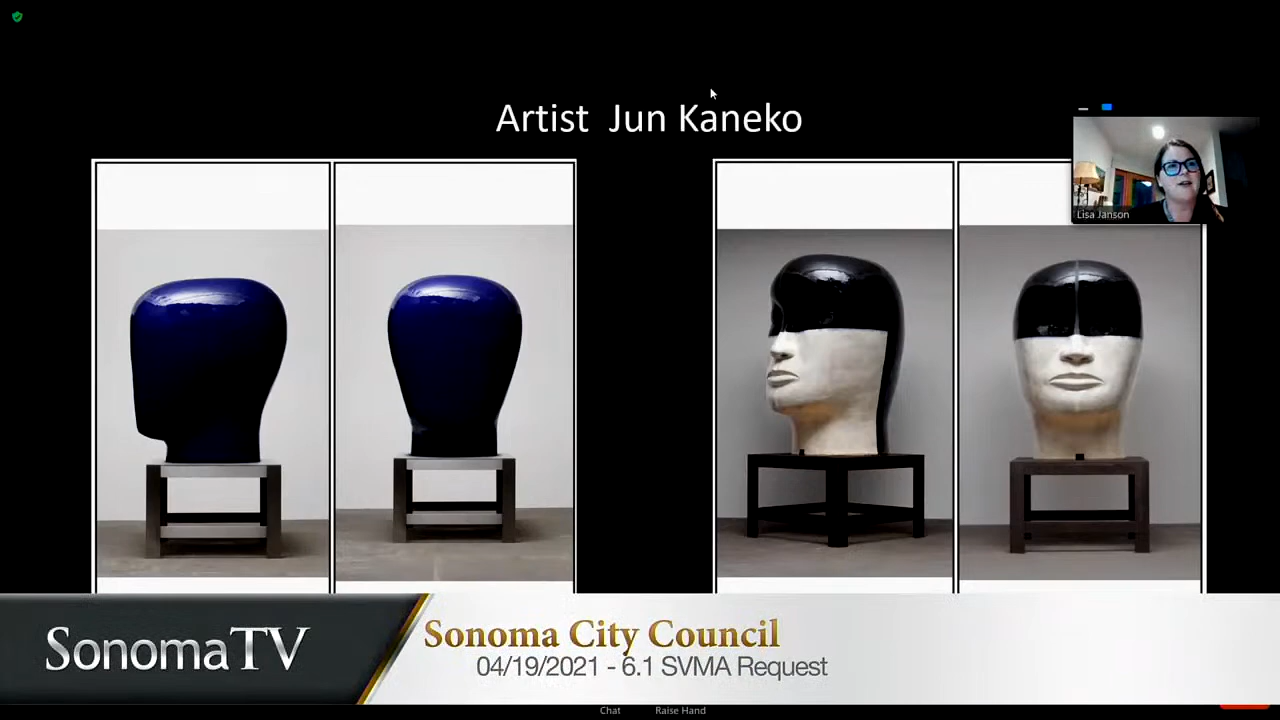 Artist Jun Kaneko
Lisa Janson
SonomaTV
Sonoma City Council
04/19/2021 - 6.1 SVMA Request
Chat
Raise Hand